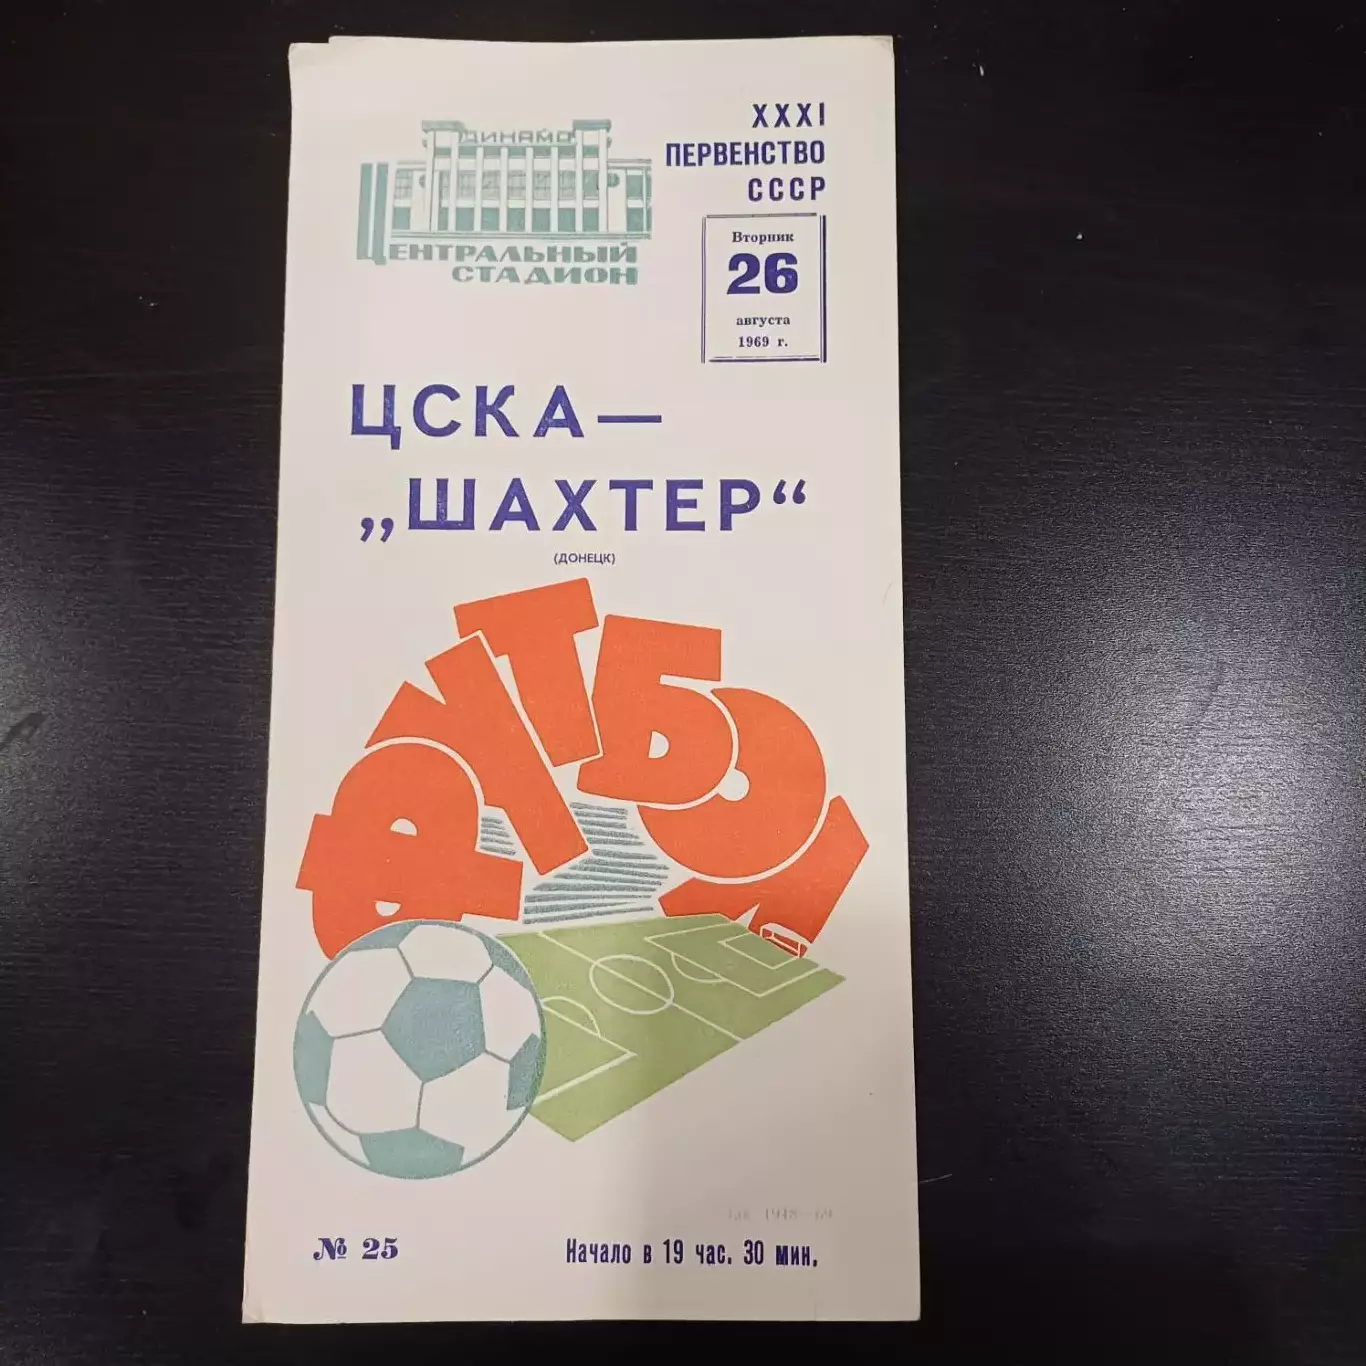 ДИНАМО
ЦЕНТРАЛЬНЫЙ
СТАДИОН
XXXI
ПЕРВЕНСТВО
СССР
Вторник
26
августа
1969 г.
ЦСКА—
„ШАХТЕР“
(ДОНЕЦК)
ФУТБОЛ
№ 25
Начало в 19 час. 30 мин.